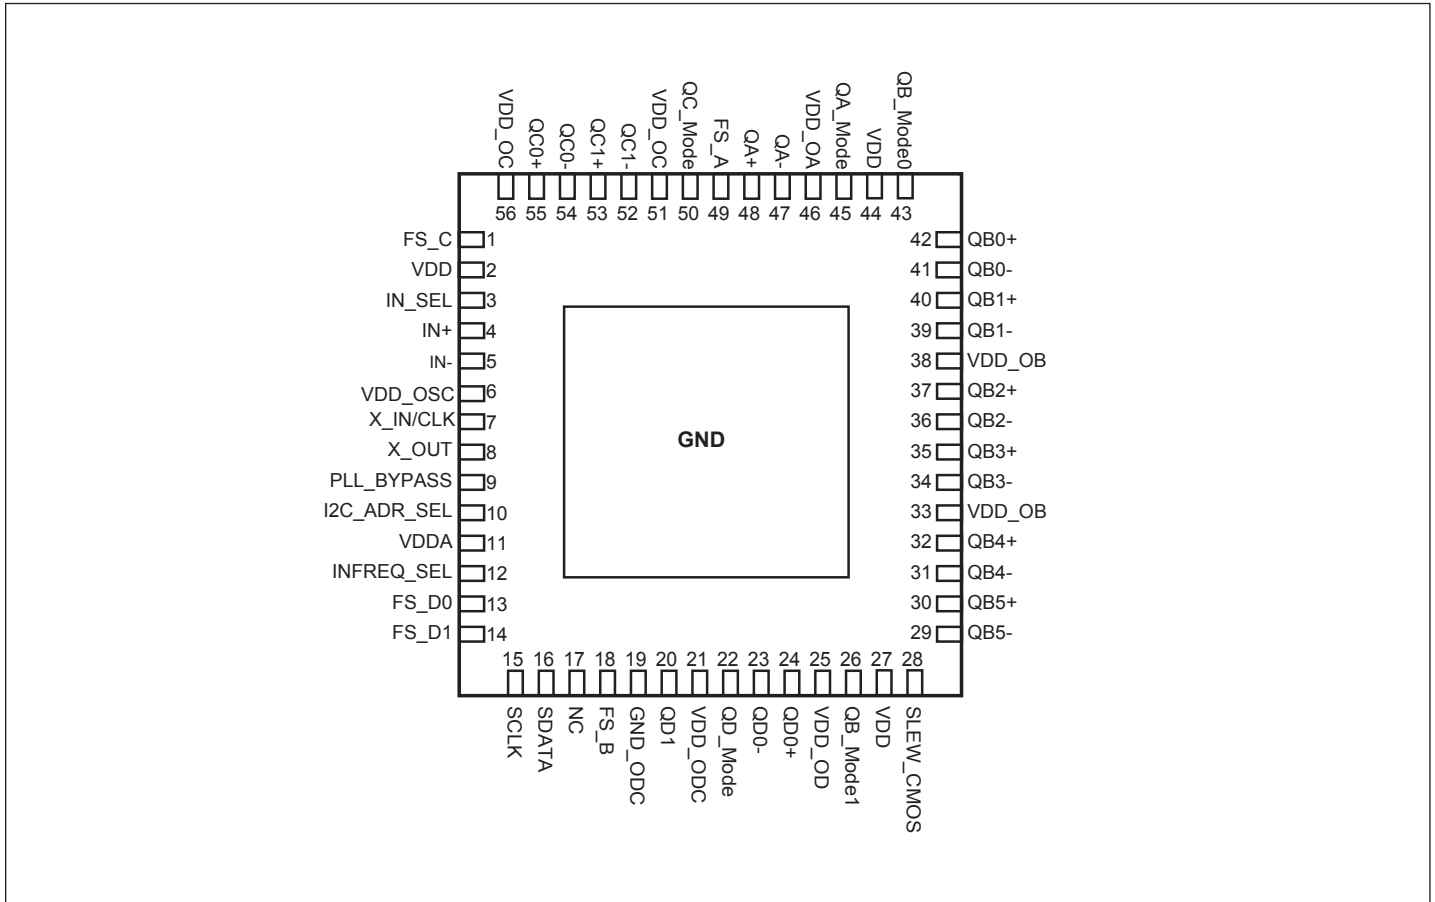 VDD_OC
QC0+
QC0-
QC1+
QC1-
VDD_OC
QC_Mode
FS_A
QA+
QA-
VDD_OA
QA_Mode
VDD
QB_Mode0
56 55 54 53 52 51 50 49 48 47 46 45 44 43
FS_C 1
VDD 2
IN_SEL 3
IN+ 4
IN- 5
VDD_OSC 6
X_IN/CLK 7
X_OUT 8
PLL_BYPASS 9
I2C_ADR_SEL 10
VDDA 11
INFREQ_SEL 12
FS_D0 13
FS_D1 14
GND
42 QB0+
41 QB0-
40 QB1+
39 QB1-
38 VDD_OB
37 QB2+
36 QB2-
35 QB3+
34 QB3-
33 VDD_OB
32 QB4+
31 QB4-
30 QB5+
29 QB5-
15 16 17 18 19 20 21 22 23 24 25 26 27 28
SCLK
SDATA
NC
FS_B
GND_ODC
QD1
VDD_ODC
QD_Mode
QD0-
QD0+
VDD_OD
QB_Mode1
VDD
SLEW_CMOS